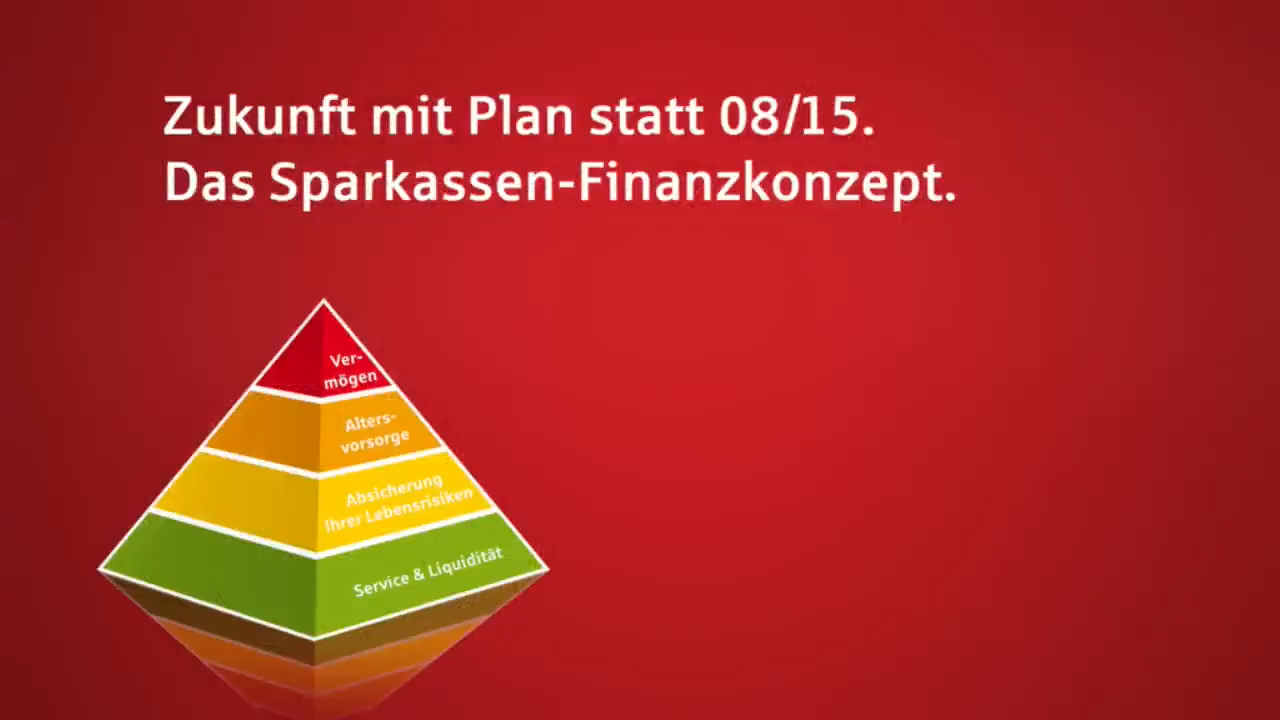 Zukunft mit Plan statt 08/15.
Das Sparkassen-Finanzkonzept.
Ver-
mögen
Alters-
vorsorge
Absicherung
Ihrer Lebensrisiken
Service & Liquidität